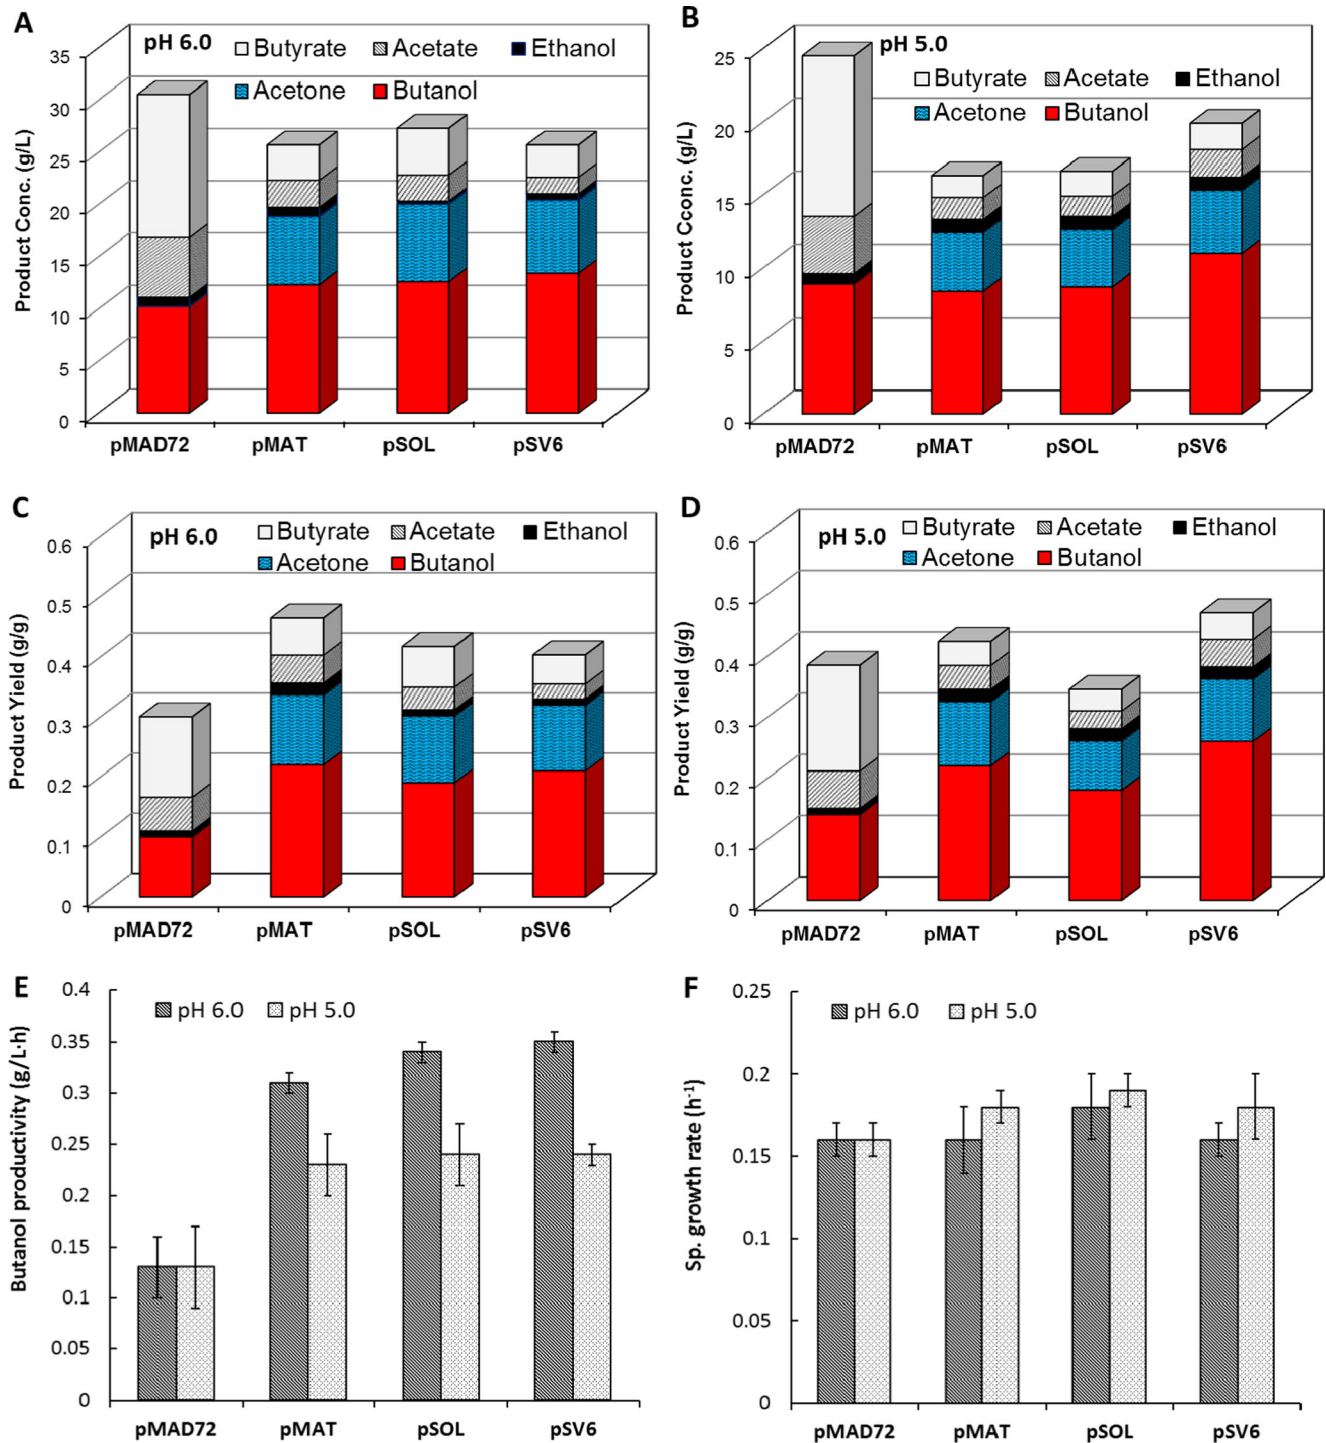 A
pH 6.0
Butyrate Acetate Ethanol
Acetone Butanol
Product Conc. (g/L)
35
30
25
20
15
10
5
0
pMAD72 pMAT pSOL pSV6
B
pH 5.0
Butyrate Acetate Ethanol
Acetone Butanol
Product Cconc. (g/L)
25
20
15
10
5
0
pMAD72 pMAT pSOL pSV6
C
pH 6.0
Butyrate Acetate Ethanol
Acetone Butanol
Product Yield (g/g)
0.6
0.5
0.4
0.3
0.2
0.1
0
pMAD72 pMAT pSOL pSV6
D
pH 5.0
Butyrate Acetate Ethanol
Acetone Butanol
Product Yield (g/g)
0.6
0.5
0.4
0.3
0.2
0.1
0
pMAD72 pMAT pSOL pSV6
E
pH 6.0 pH 5.0
Butanol productivity (g/L·h)
0.4
0.35
0.3
0.25
0.2
0.15
0.1
0.05
0
pMAD72 pMAT pSOL pSV6
F
pH 6.0 pH 5.0
Sp. growth rate (h⁻¹)
0.25
0.2
0.15
0.1
0.05
0
pMAD72 pMAT pSOL pSV6